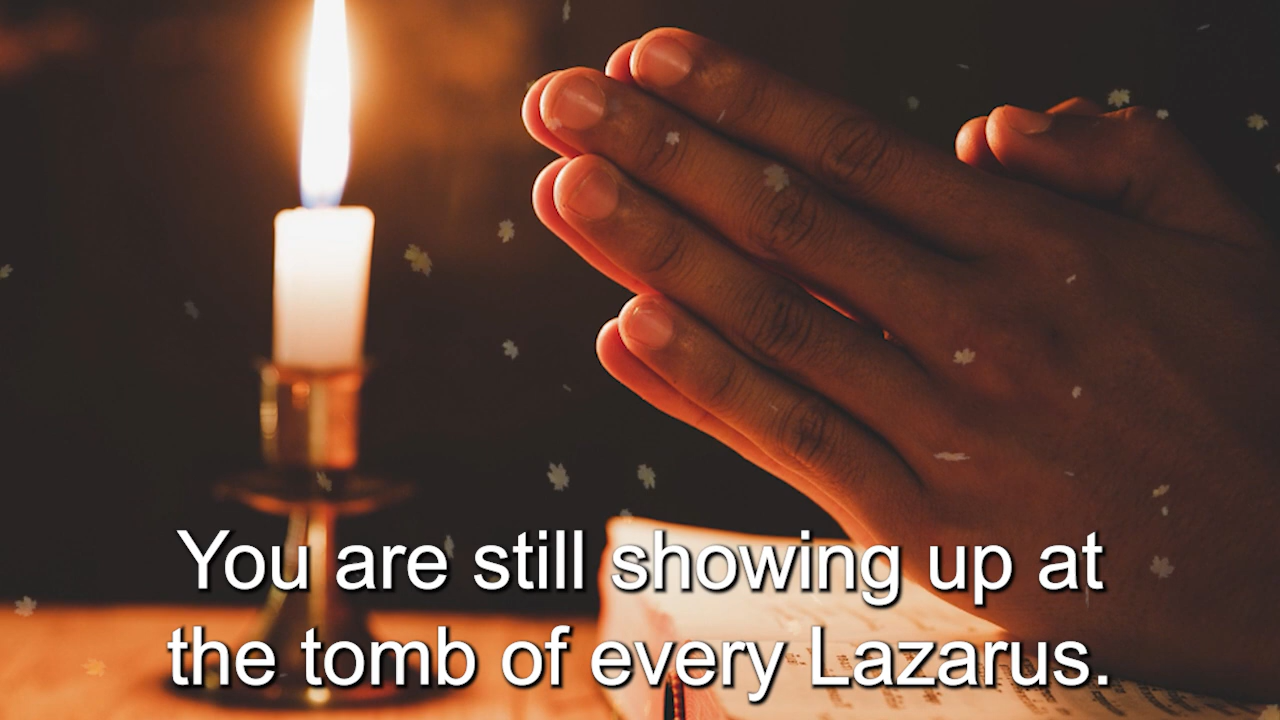 You are still showing up at
the tomb of every Lazarus.